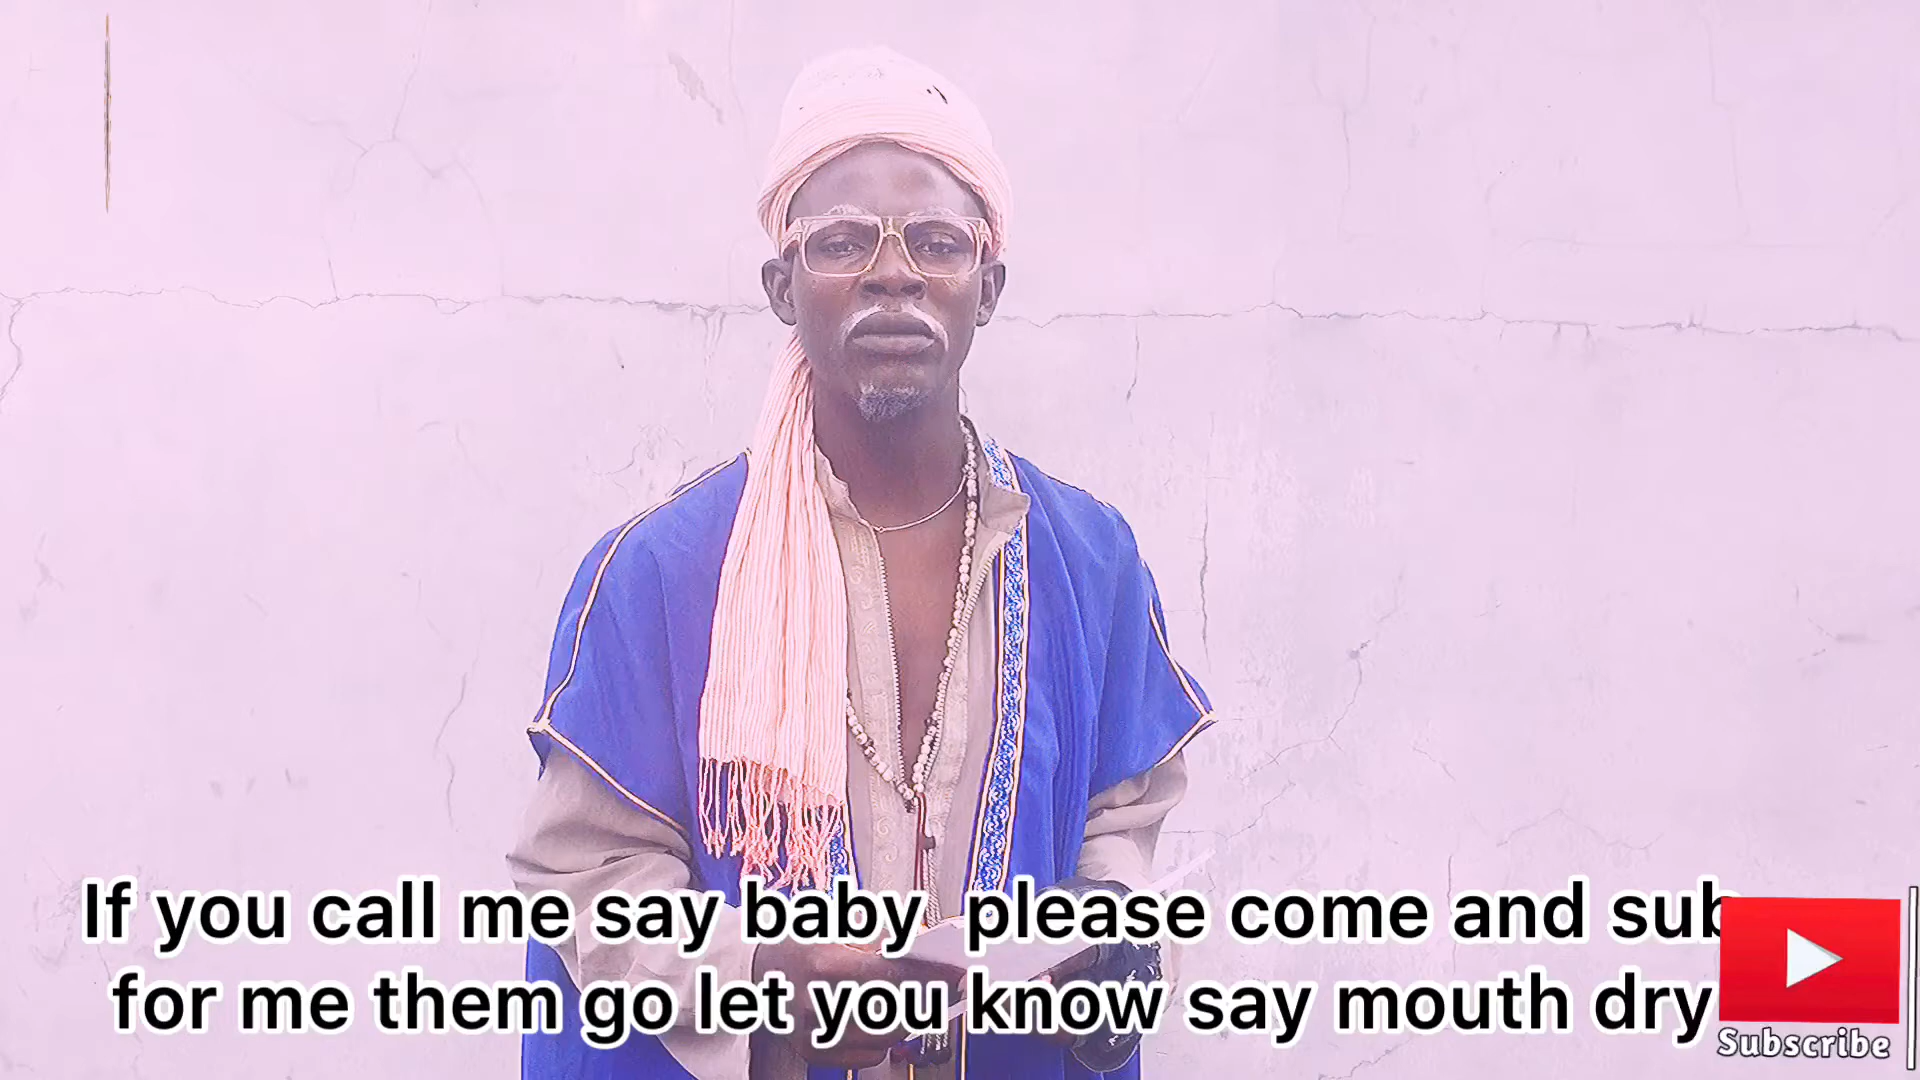 If you call me say baby please come and sub
for me them go let you know say mouth dry
Subscribe